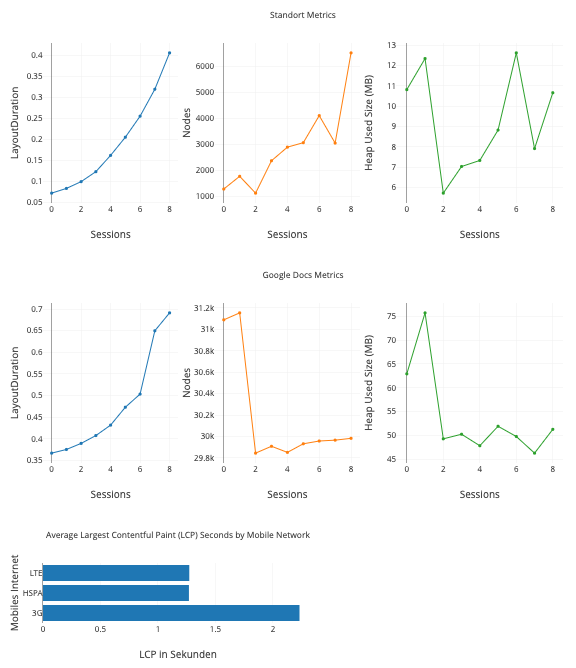 Standort Metrics
LayoutDuration
0.4
0.35
0.3
0.25
0.2
0.15
0.1
0.05
0 2 4 6 8
Sessions
Nodes
6000
5000
4000
3000
2000
1000
0 2 4 6 8
Sessions
Heap Used Size (MB)
13
12
11
10
9
8
7
6
0 2 4 6 8
Sessions
Google Docs Metrics
LayoutDuration
0.7
0.65
0.6
0.55
0.5
0.45
0.4
0.35
0 2 4 6 8
Sessions
Nodes
31.2k
31k
30.8k
30.6k
30.4k
30.2k
30k
29.8k
0 2 4 6 8
Sessions
Heap Used Size (MB)
75
70
65
60
55
50
45
0 2 4 6 8
Sessions
Average Largest Contentful Paint (LCP) Seconds by Mobile Network
Mobiles Internet
LTE
HSPA
3G
0 0.5 1 1.5 2
LCP in Sekunden